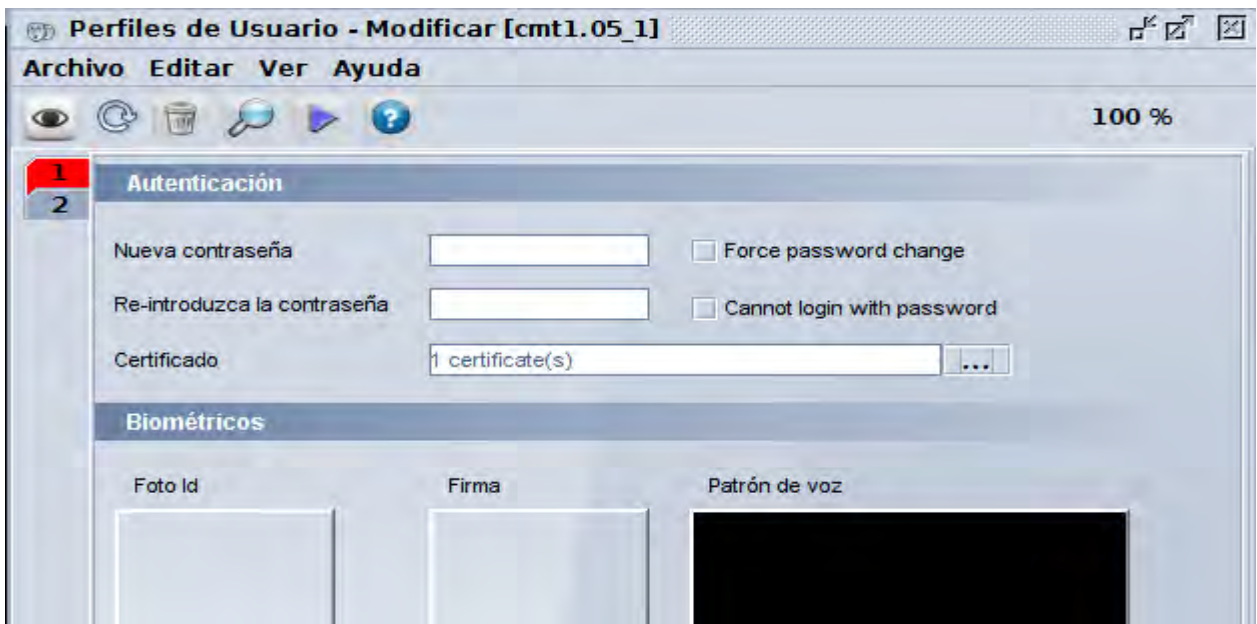 Perfiles de Usuario - Modificar [cmt1.05_1]
Archivo Editar Ver Ayuda
100 %
1
2
Autenticación
Nueva contraseña
Force password change
Re-introduzca la contraseña
Cannot login with password
Certificado
1 certificate(s)
...
Biométricos
Foto Id
Firma
Patrón de voz